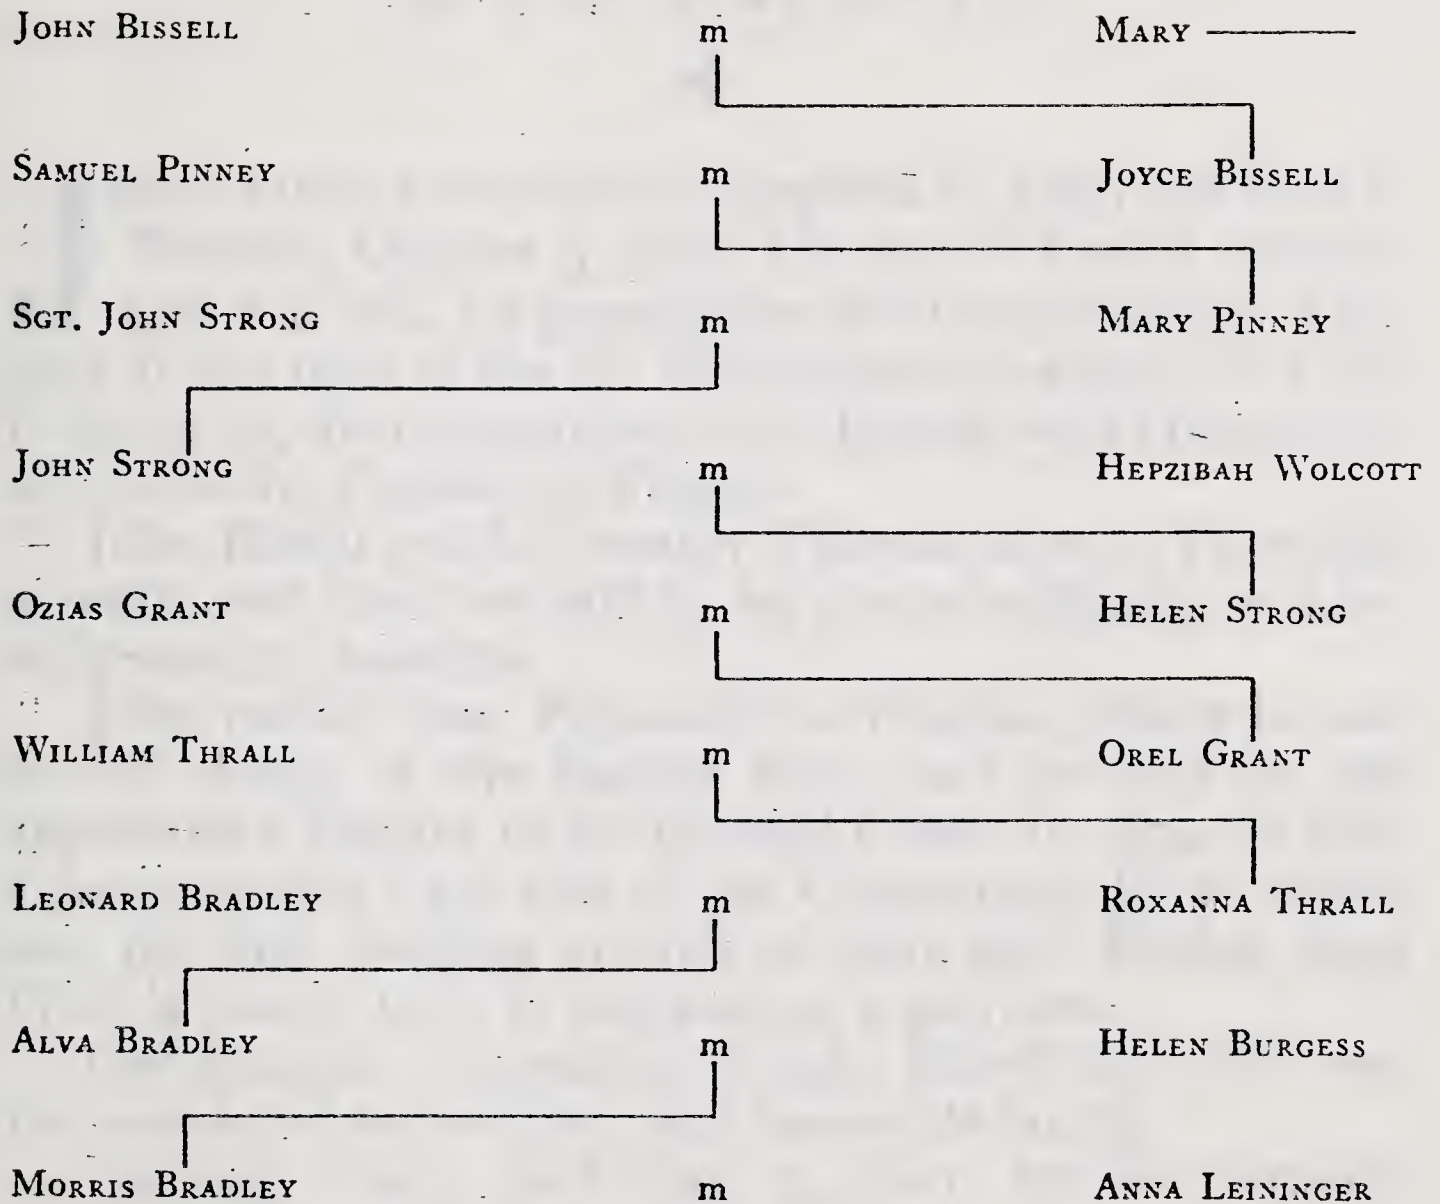 John Bissell m Mary ———
Samuel Pinney m Joyce Bissell
Sgt. John Strong m Mary Pinney
John Strong m Hepzibah Wolcott
Ozias Grant m Helen Strong
William Thrall m Orel Grant
Leonard Bradley m Roxanna Thrall
Alva Bradley m Helen Burgess
Morris Bradley m Anna Leininger